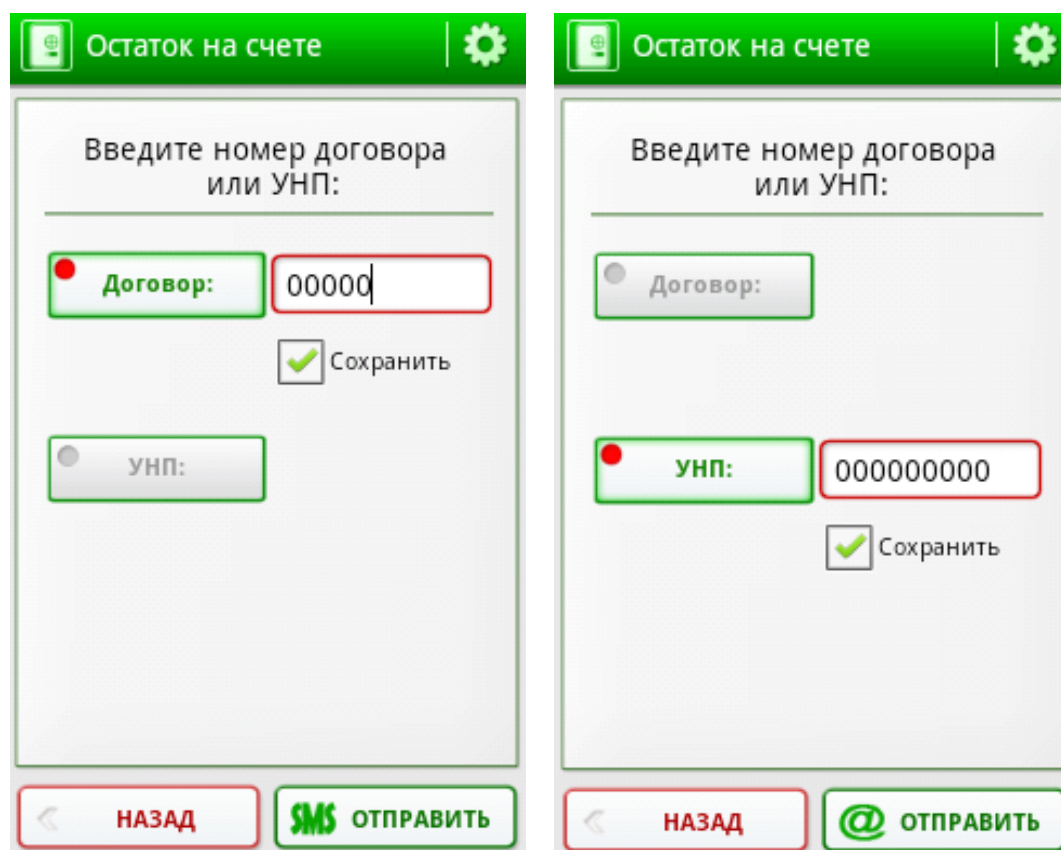 Остаток на счете
Введите номер договора
или УНП:
Договор:
00000
Сохранить
УНП:
НАЗАД
SMS ОТПРАВИТЬ
Остаток на счете
Введите номер договора
или УНП:
Договор:
УНП:
000000000
Сохранить
НАЗАД
@ ОТПРАВИТЬ